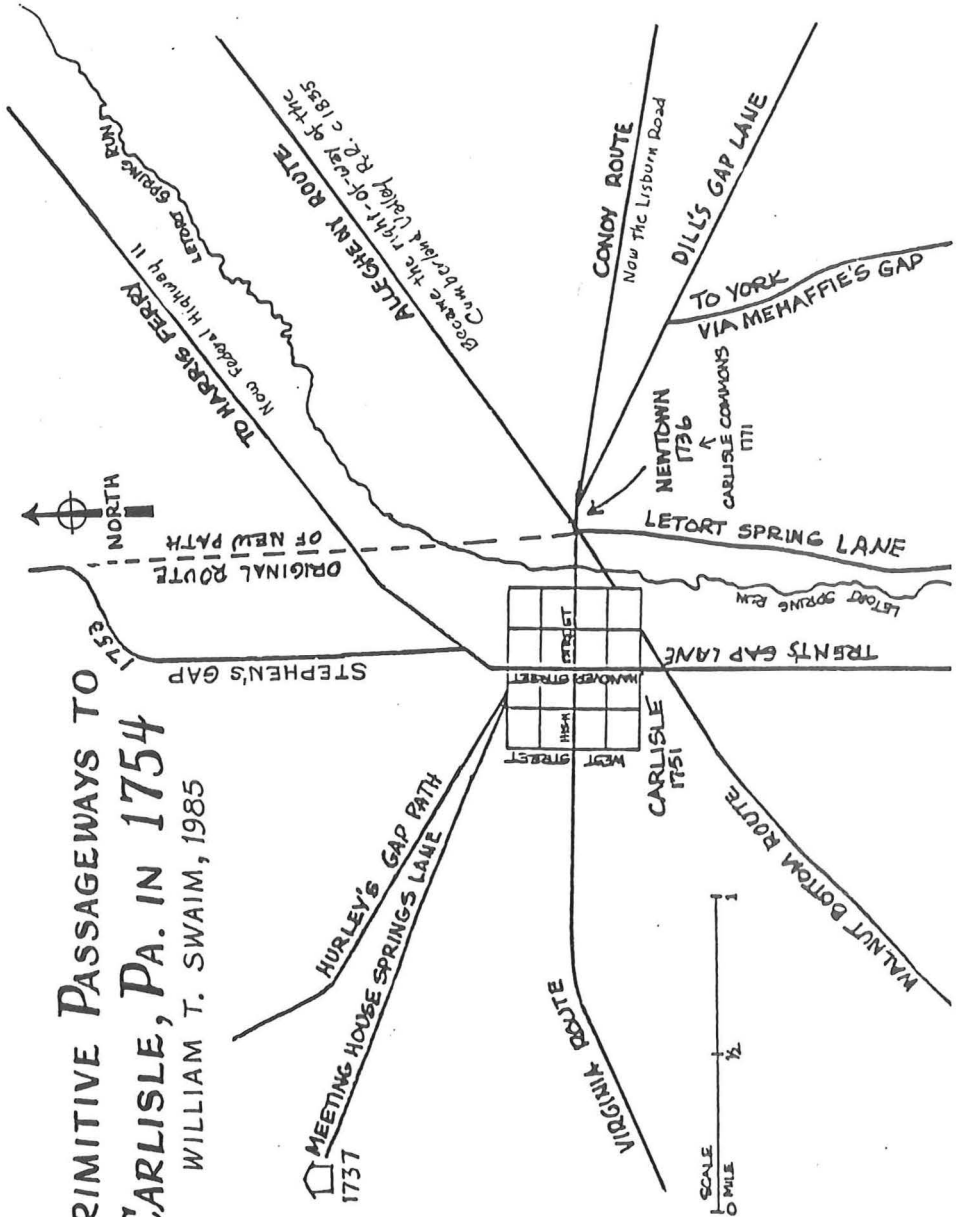 RIMITIVE PASSAGEWAYS TO
CARLISLE, PA. IN 1754
WILLIAM T. SWAIM, 1985
NORTH
1753
STEPHEN'S GAP
ORIGINAL ROUTE
OF NEW PATH
TO HARRIS FERRY
Now Federal Highway 11
LETORT SPRING RUN
ALLEGHENY ROUTE
Became the right-of-way of the
Cumberland Valley R.R. c 1835
CONOY ROUTE
Now the Lisburn Road
DILL'S GAP LANE
TO YORK
VIA MEHAFFIE'S GAP
NEWTOWN
1736
CARLISLE COMMONS
1771
LETORT SPRING LANE
LETORT SPRING RUN
TRENT'S GAP LANE
HANOVER STREET
HIGH STREET
WEST STREET
CARLISLE
1751
HURLEY'S GAP PATH
MEETING HOUSE SPRINGS LANE
1737
VIRGINIA ROUTE
WALNUT BOTTOM ROUTE
SCALE
0 MILE
1/2
1